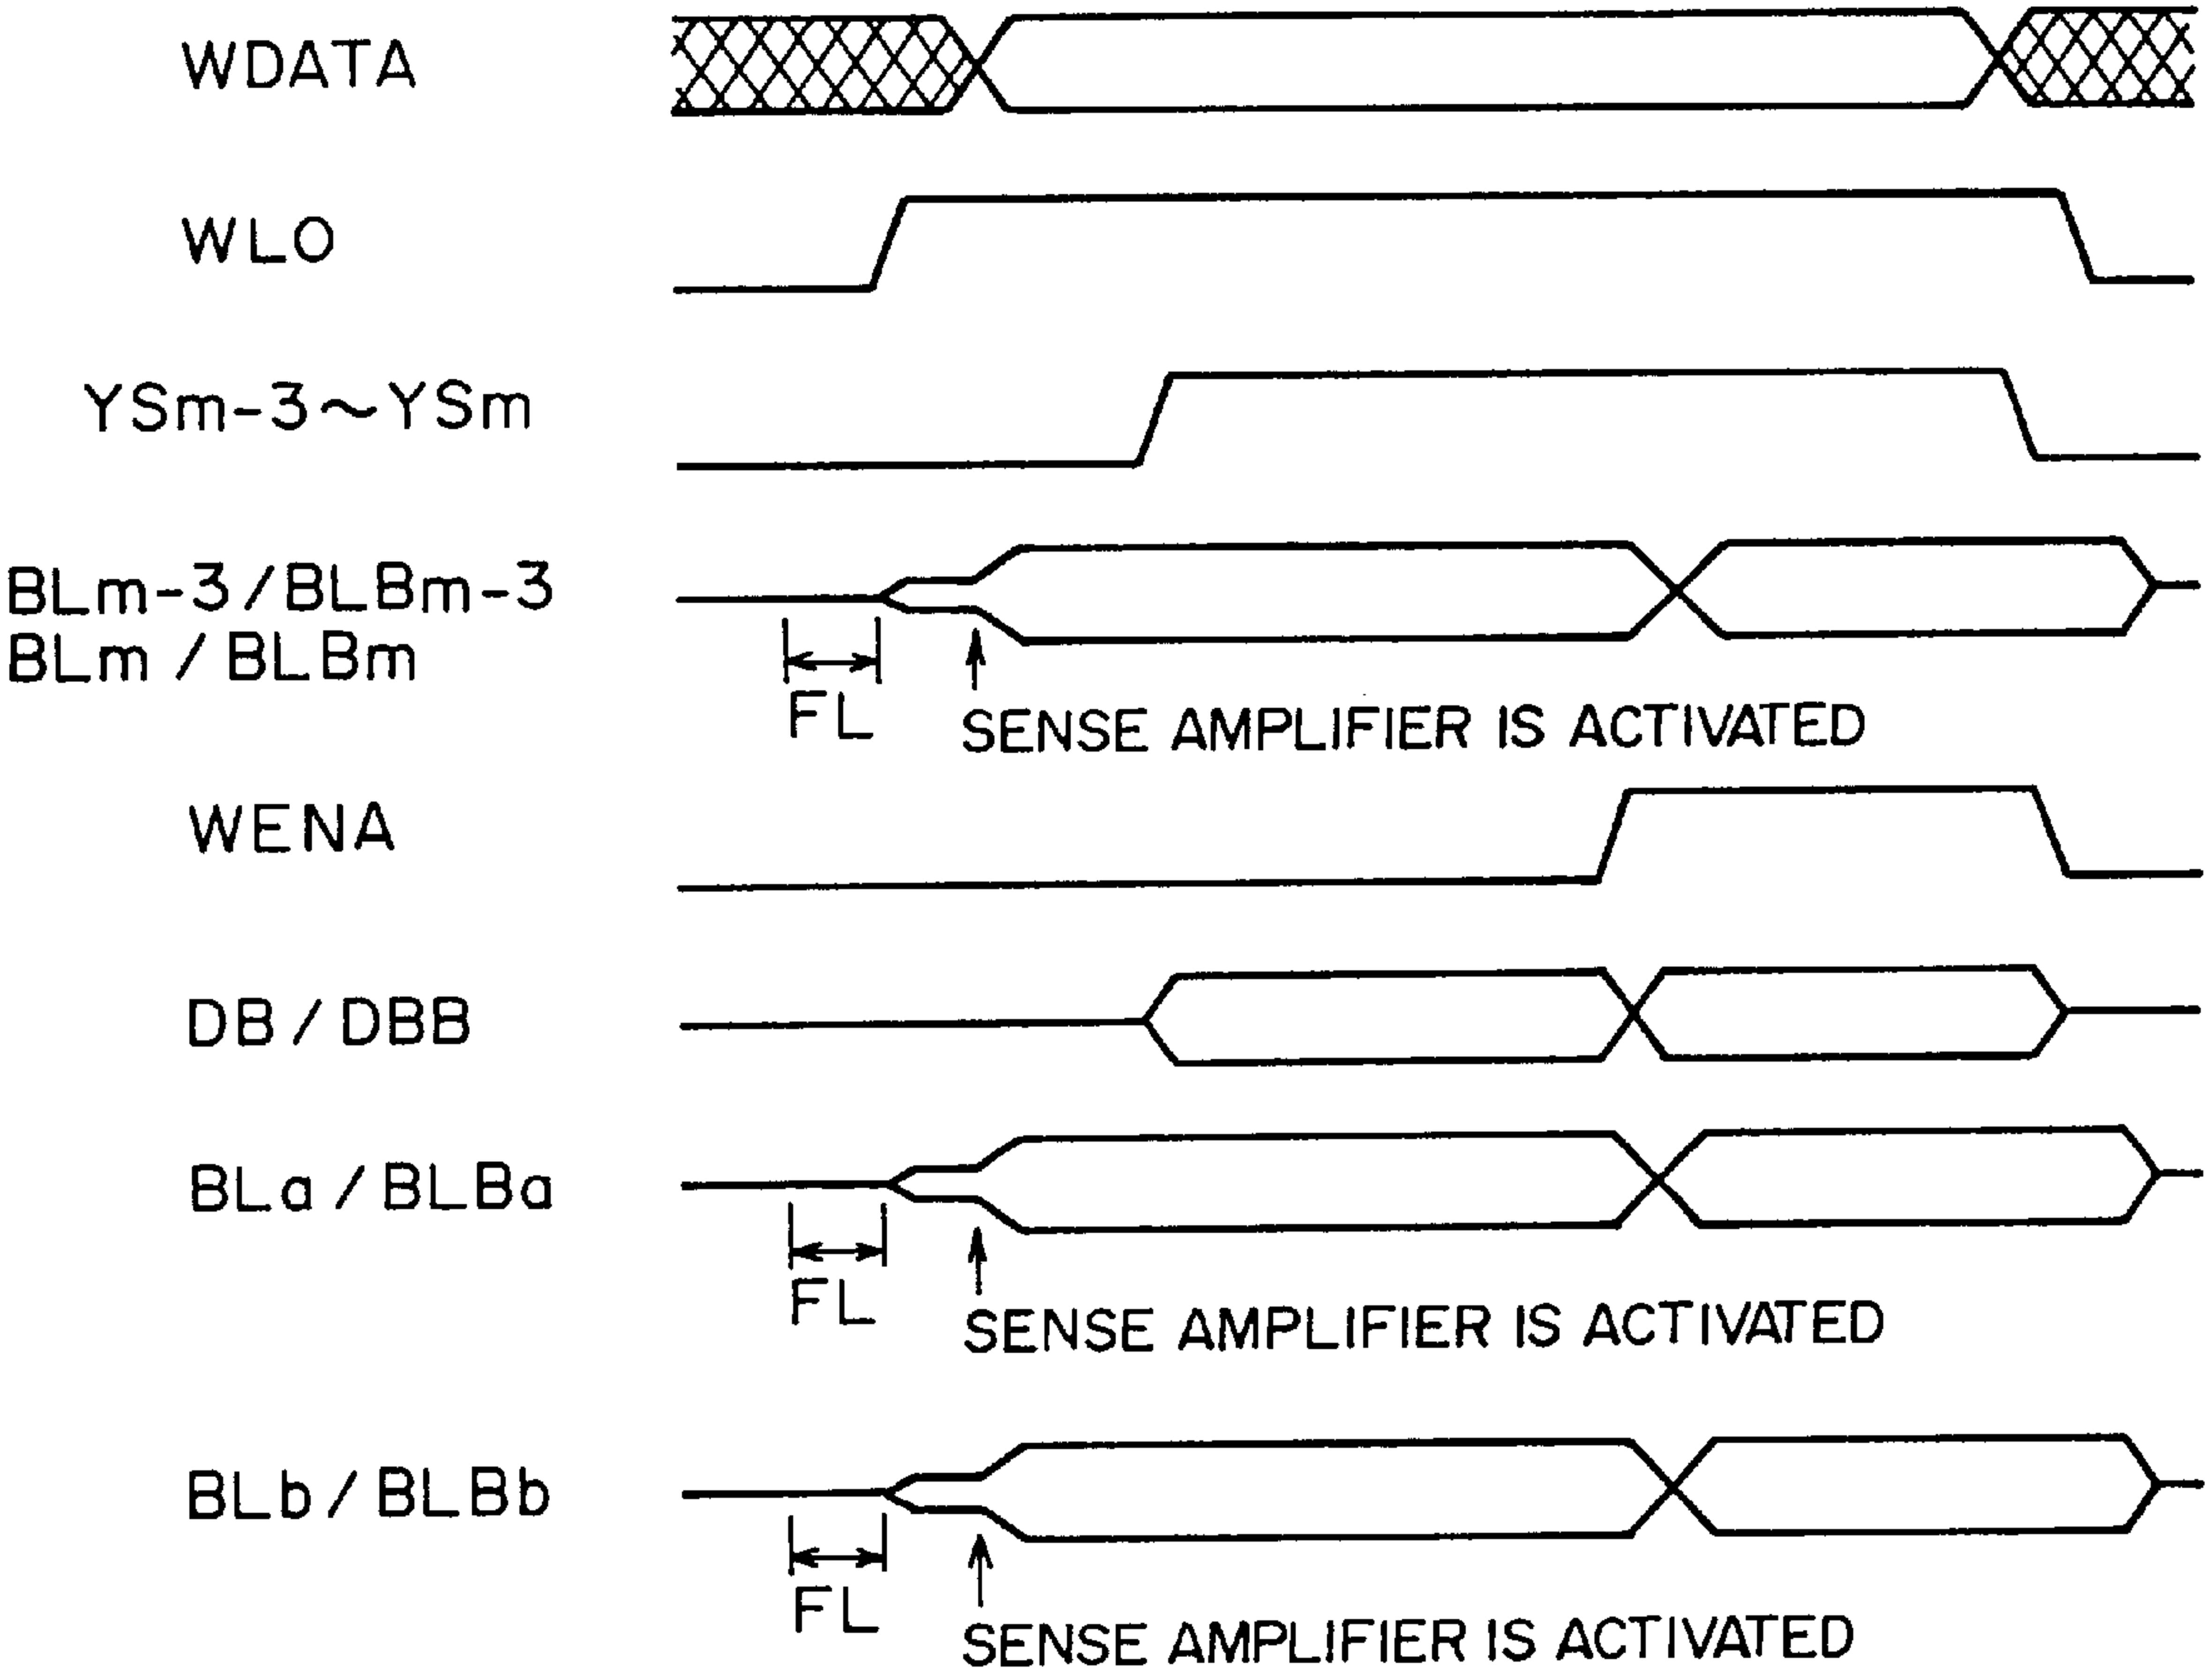 WDATA
WLO
YSm-3~YSm
BLm-3/BLBm-3
BLm/BLBm
FL
SENSE AMPLIFIER IS ACTIVATED
WENA
DB/DBB
BLa/BLBa
FL
SENSE AMPLIFIER IS ACTIVATED
BLb/BLBb
FL
SENSE AMPLIFIER IS ACTIVATED